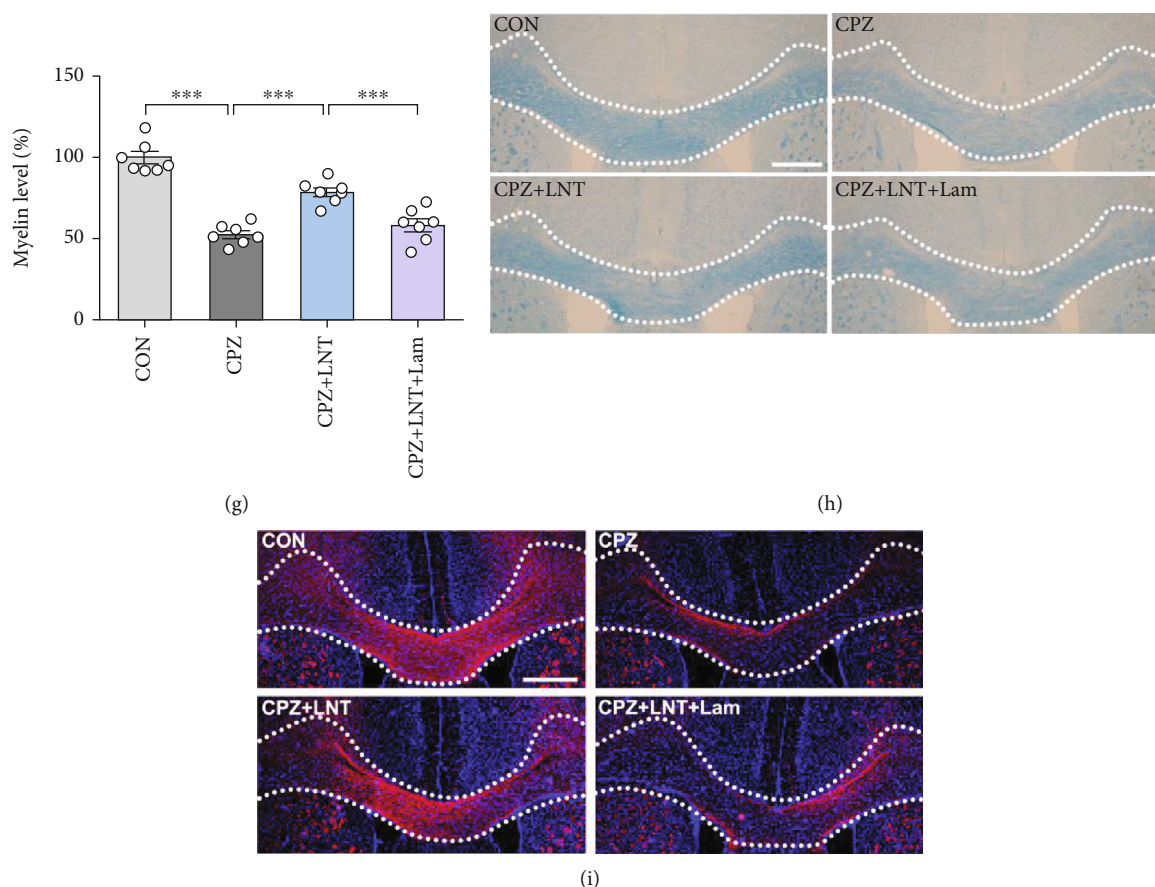 CON
CPZ
150
***
***
***
100
Myelin level (%)
50
0
CON
CPZ
CPZ+LNT
CPZ+LNT+Lam
CPZ+LNT
CPZ+LNT+Lam
(g)
(h)
CON
CPZ
CPZ+LNT
CPZ+LNT+Lam
(i)